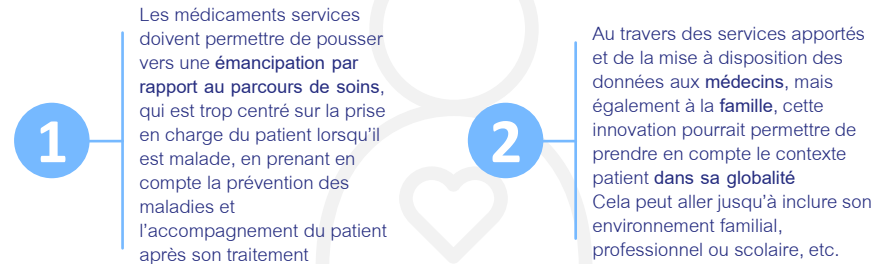 1
Les médicaments services
doivent permettre de pousser
vers une émancipation par
rapport au parcours de soins,
qui est trop centré sur la prise
en charge du patient lorsqu'il
est malade, en prenant en
compte la prévention des
maladies et
l'accompagnement du patient
après son traitement
2
Au travers des services apportés
et de la mise à disposition des
données aux médecins, mais
également à la famille, cette
innovation pourrait permettre de
prendre en compte le contexte
patient dans sa globalité
Cela peut aller jusqu'à inclure son
environnement familial,
professionnel ou scolaire, etc.